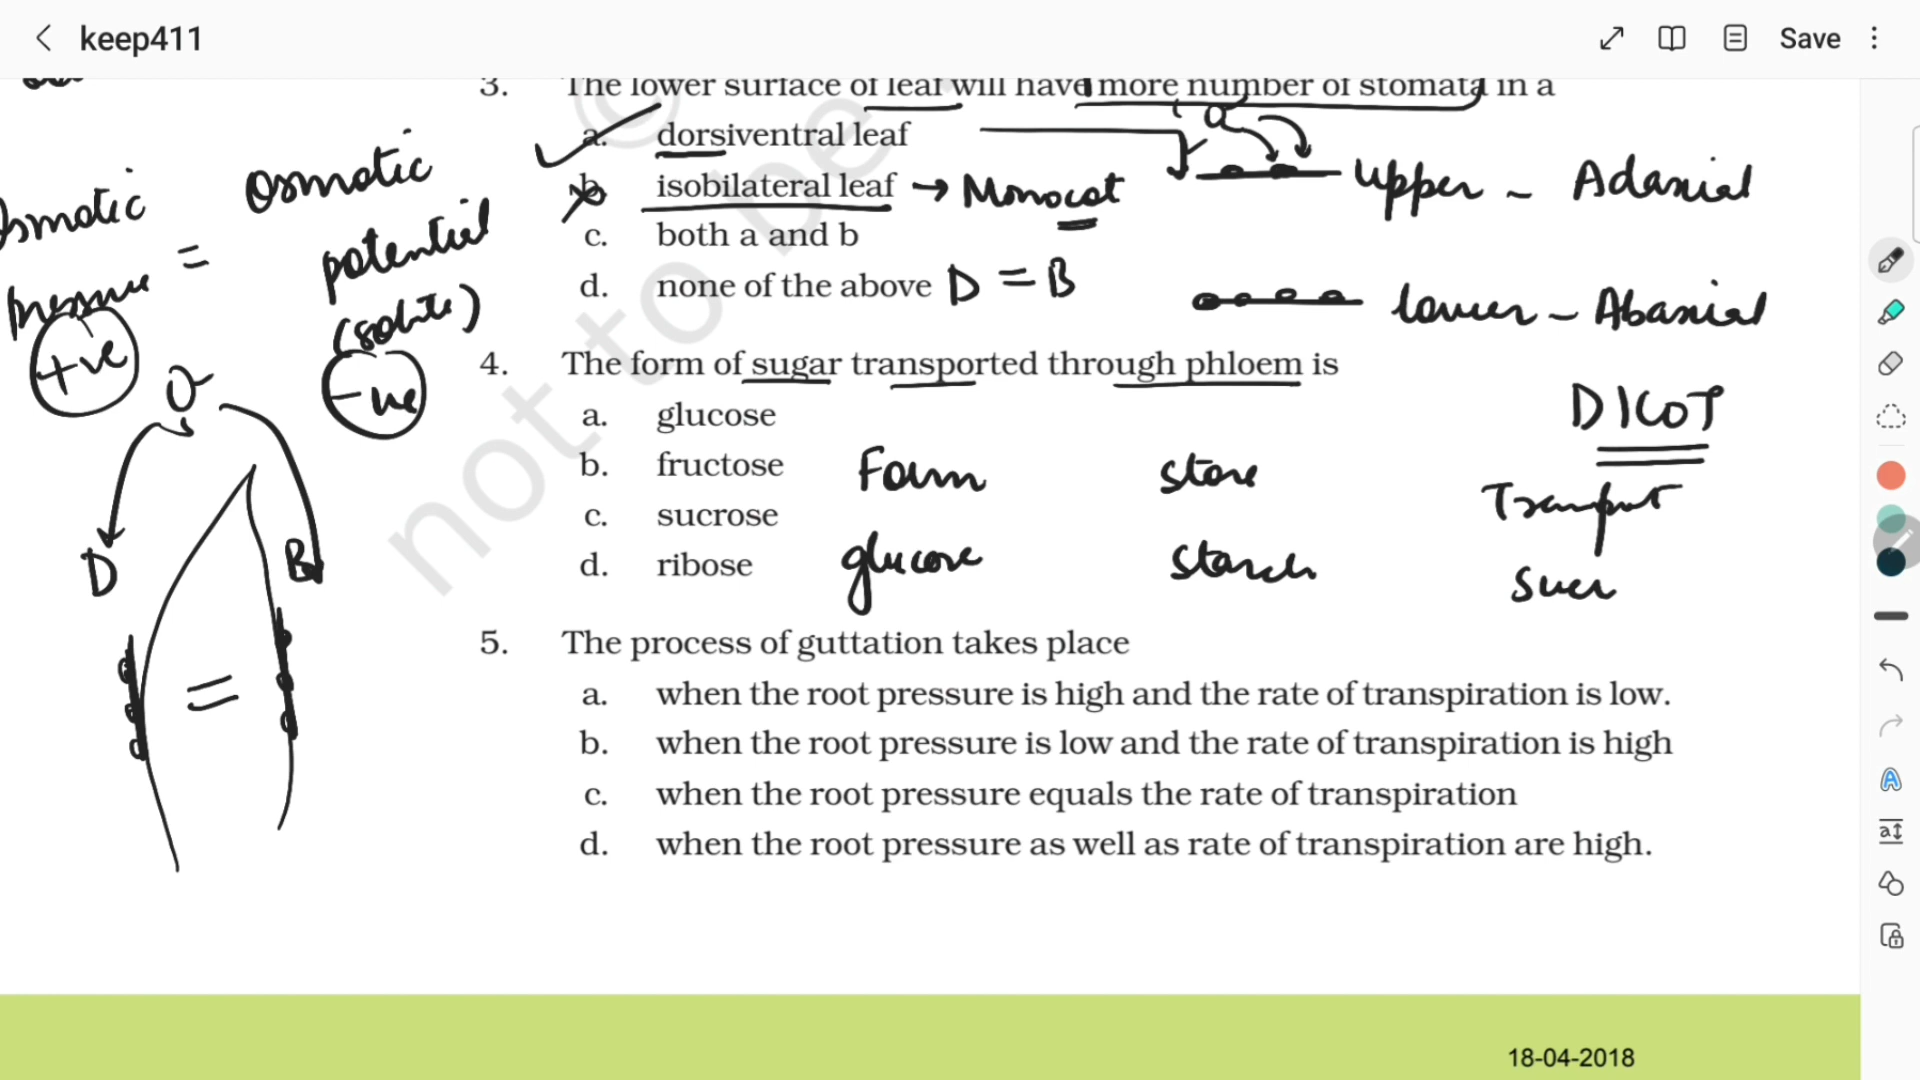 keep411
Save
3. The lower surface of leaf will have more number of stomata in a
a. dorsiventral leaf
b. isobilateral leaf → Monocot
c. both a and b
d. none of the above D = B
upper - Adaxial
lower - Abaxial
osmotic
potential
(solute)
=
+ve
-ve
O
D
B
=
4. The form of sugar transported through phloem is
a. glucose
b. fructose
c. sucrose
d. ribose
DICOT
Form Store Transport
glucose Starch Sucr
5. The process of guttation takes place
a. when the root pressure is high and the rate of transpiration is low.
b. when the root pressure is low and the rate of transpiration is high
c. when the root pressure equals the rate of transpiration
d. when the root pressure as well as rate of transpiration are high.
not to be
©
18-04-2018